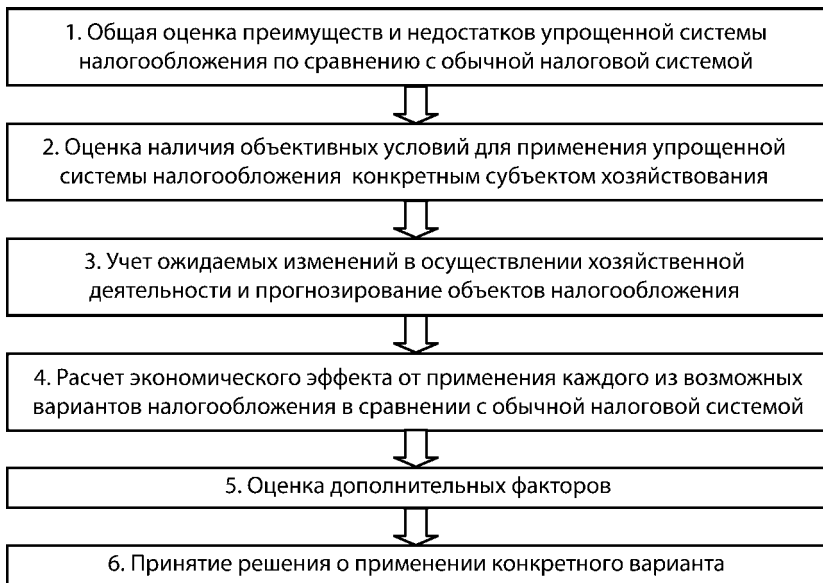 1. Общая оценка преимуществ и недостатков упрощенной системы
налогообложения по сравнению с обычной налоговой системой
2. Оценка наличия объективных условий для применения упрощенной
системы налогообложения конкретным субъектом хозяйствования
3. Учет ожидаемых изменений в осуществлении хозяйственной
деятельности и прогнозирование объектов налогообложения
4. Расчет экономического эффекта от применения каждого из возможных
вариантов налогообложения в сравнении с обычной налоговой системой
5. Оценка дополнительных факторов
6. Принятие решения о применении конкретного варианта